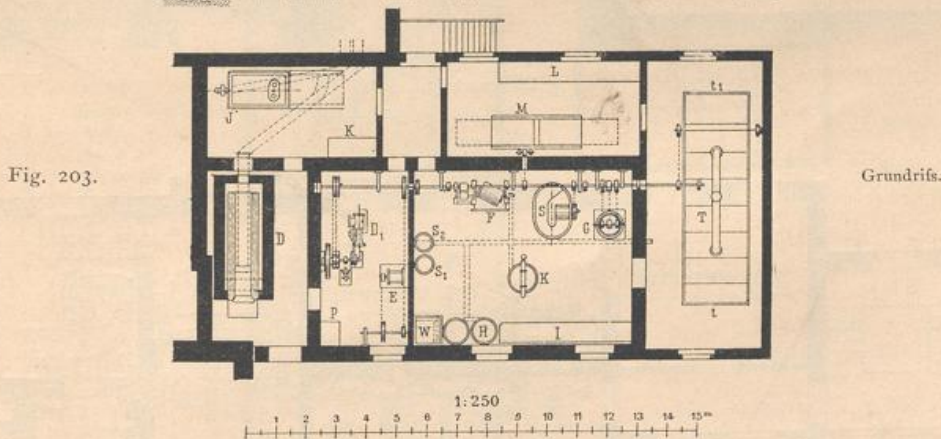 L
t₁
J
M
K
Fig. 203.
Grundriſs.
D
D₁
F
S
G
T
S₂
S₁
E
K
P
W
H
I
t
1:250
1 2 3 4 5 6 7 8 9 10 11 12 13 14 15 m